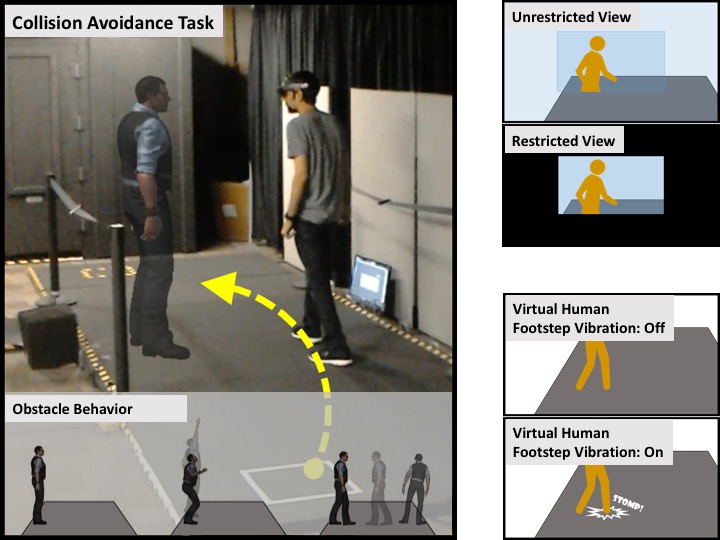 Collision Avoidance Task
Obstacle Behavior
Unrestricted View
Restricted View
Virtual Human
Footstep Vibration: Off
Virtual Human
Footstep Vibration: On
STOMP!